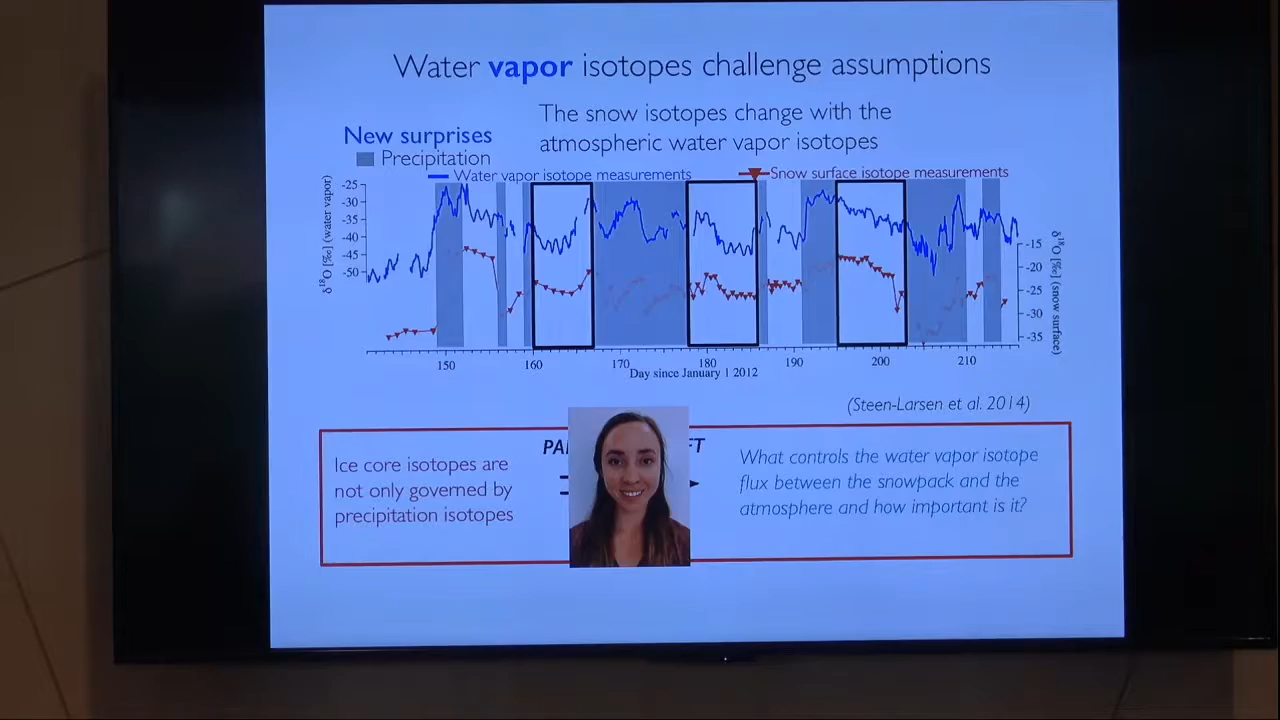 Water vapor isotopes challenge assumptions
The snow isotopes change with the
atmospheric water vapor isotopes
New surprises
Precipitation
Water vapor isotope measurements
Snow surface isotope measurements
δ18O [‰] (water vapor)
-25
-30
-35
-40
-45
-50
-15
-20
-25
-30
-35
δ18O [‰] (snow surface)
150 160 170 180 190 200 210
Day since January 1 2012
(Steen-Larsen et al. 2014)
Ice core isotopes are
not only governed by
precipitation isotopes
What controls the water vapor isotope
flux between the snowpack and the
atmosphere and how important is it?